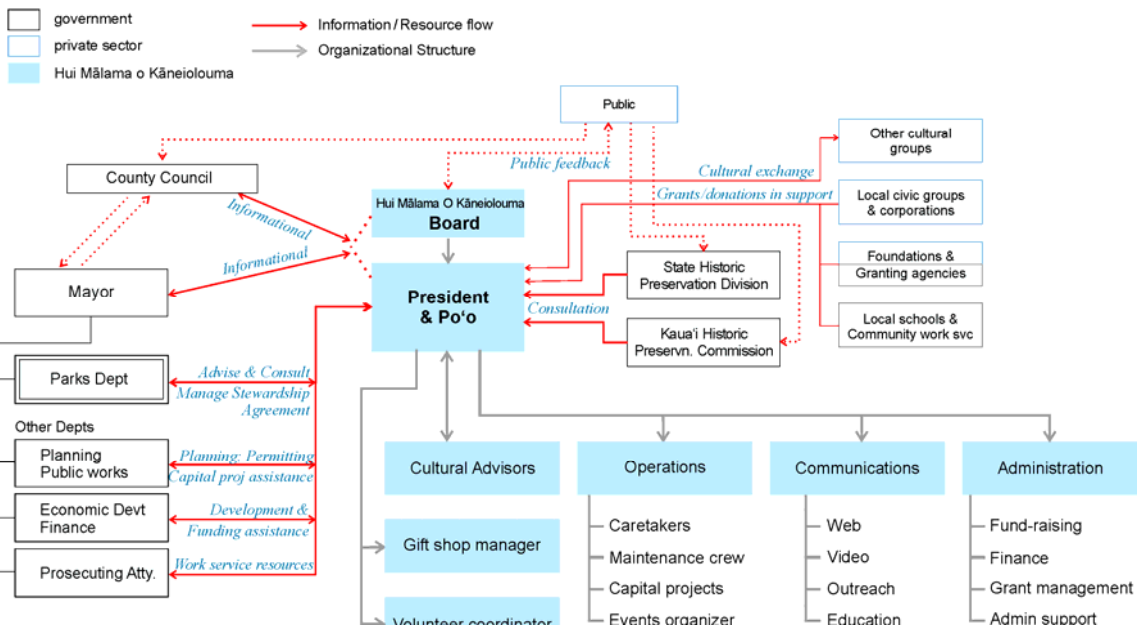 government
private sector
Hui Mālama o Kāneiolouma
Information / Resource flow
Organizational Structure
Public
Public feedback
County Council
Informational
Informational
Mayor
Hui Mālama O Kāneiolouma
Board
President
& Po‘o
Cultural exchange
Grants/donations in support
Other cultural
groups
Local civic groups
& corporations
Foundations &
Granting agencies
Local schools &
Community work svc
State Historic
Preservation Division
Consultation
Kaua‘i Historic
Preservn. Commission
Parks Dept
Advise & Consult
Manage Stewardship
Agreement
Other Depts
Planning
Public works
Planning: Permitting
Capital proj assistance
Economic Devt
Finance
Development &
Funding assistance
Prosecuting Atty.
Work service resources
Cultural Advisors
Gift shop manager
Volunteer coordinator
Operations
Caretakers
Maintenance crew
Capital projects
Events organizer
Communications
Web
Video
Outreach
Education
Administration
Fund-raising
Finance
Grant management
Admin support